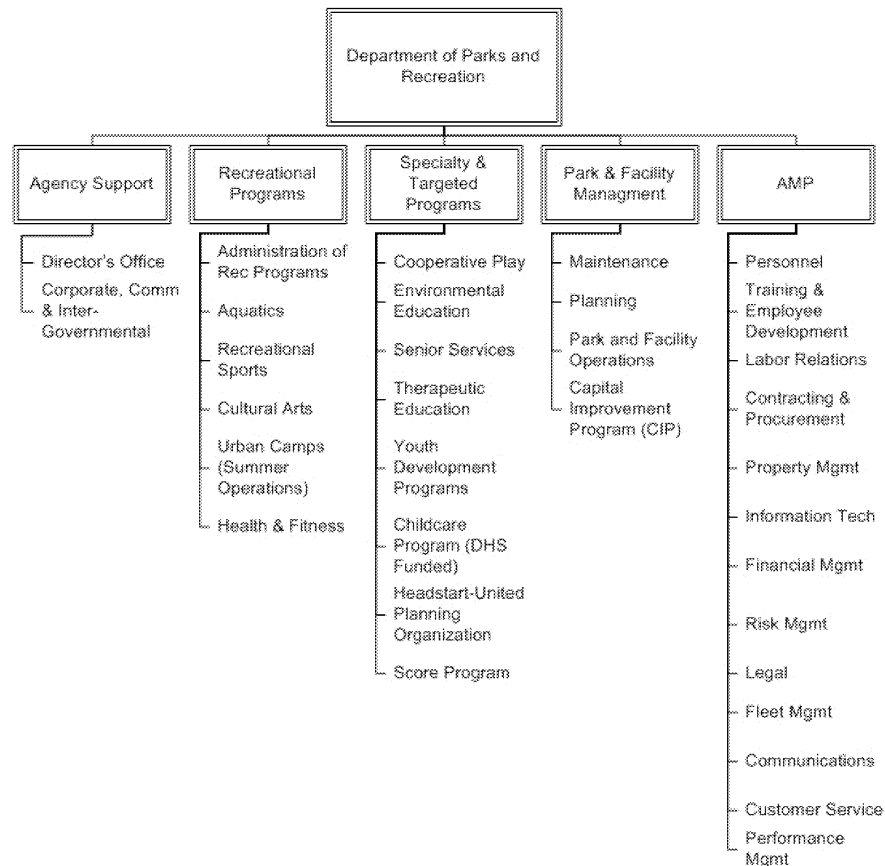 Department of Parks and
Recreation
Agency Support
Recreational
Programs
Specialty &
Targeted
Programs
Park & Facility
Managment
AMP
Director's Office
Corporate, Comm
& Inter-
Governmental
Administration of
Rec Programs
Aquatics
Recreational
Sports
Cultural Arts
Urban Camps
(Summer
Operations)
Health & Fitness
Cooperative Play
Environmental
Education
Senior Services
Therapeutic
Education
Youth
Development
Programs
Childcare
Program (DHS
Funded)
Headstart-United
Planning
Organization
Score Program
Maintenance
Planning
Park and Facility
Operations
Capital
Improvement
Program (CIP)
Personnel
Training &
Employee
Development
Labor Relations
Contracting &
Procurement
Property Mgmt
Information Tech
Financial Mgmt
Risk Mgmt
Legal
Fleet Mgmt
Communications
Customer Service
Performance
Mgmt